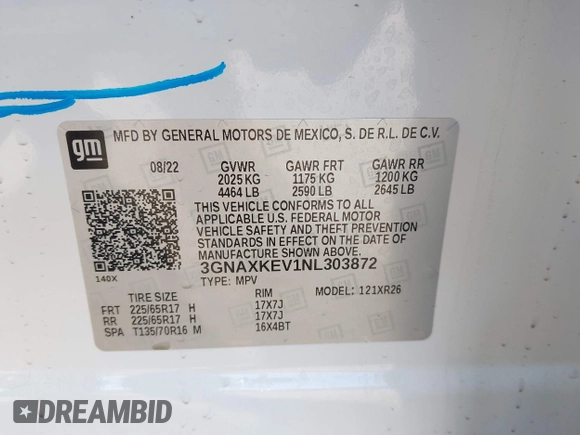 gm
MFD BY GENERAL MOTORS DE MEXICO, S. DE R.L. DE C.V.
08/22 GVWR GAWR FRT GAWR RR
2025 KG 1175 KG 1200 KG
4464 LB 2590 LB 2645 LB
THIS VEHICLE CONFORMS TO ALL
APPLICABLE U.S. FEDERAL MOTOR
VEHICLE SAFETY AND THEFT PREVENTION
STANDARDS IN EFFECT ON THE DATE OF
MANUFACTURE SHOWN ABOVE.
3GNAXKEV1NL303872
140X
TYPE: MPV
TIRE SIZE RIM MODEL: 121XR26
FRT 225/65R17 H 17X7J
RR 225/65R17 H 17X7J
SPA T135/70R16 M 16X4BT
DREAMBID